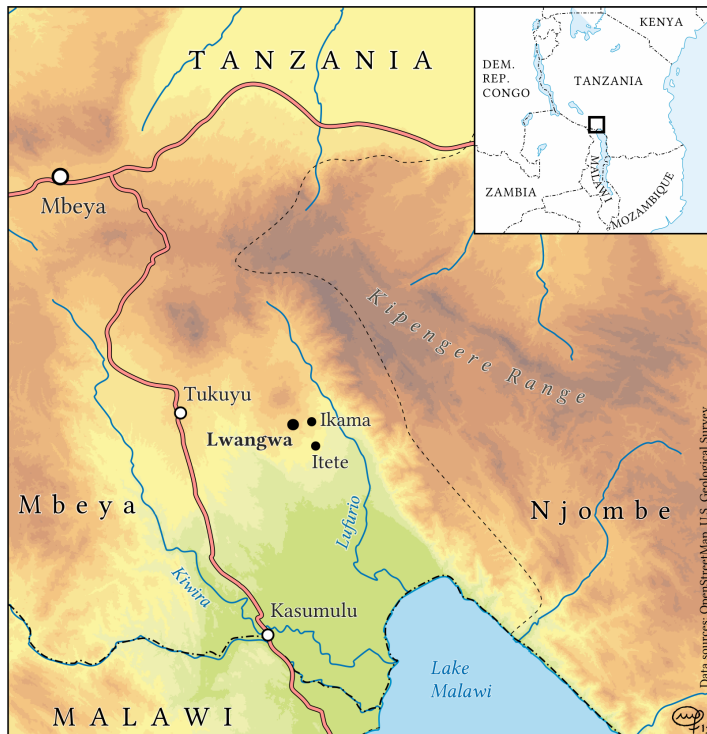 TANZANIA
Mbeya
Kipengere Range
Tukuyu
Ikama
Lwangwa
Itete
Mbeya
Njombe
Lufurio
Kiwira
Kasumulu
Lake
Malawi
MALAWI
KENYA
DEM.
REP.
CONGO
TANZANIA
ZAMBIA
MALAWI
MOZAMBIQUE
Data sources: OpenStreetMap, U.S. Geological Survey